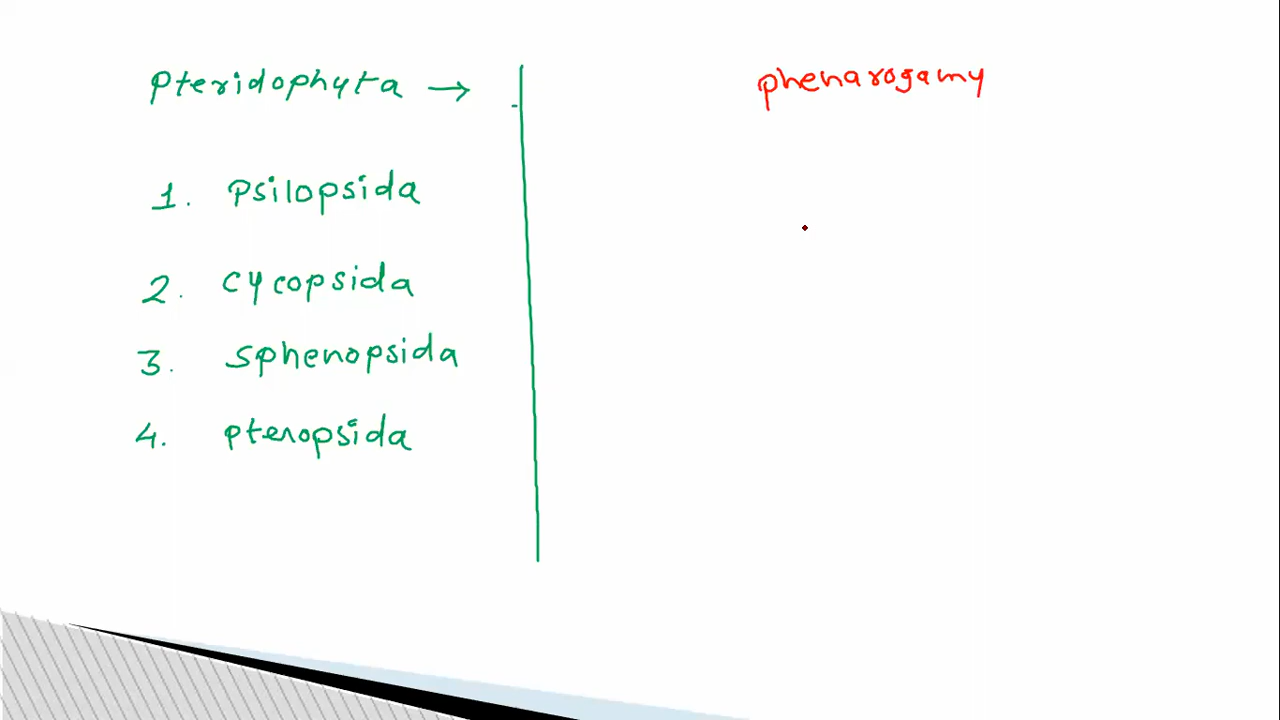 Pteridophyta →
phenarogamy
1. Psilopsida
2. cycopsida
3. sphenopsida
4. pteropsida